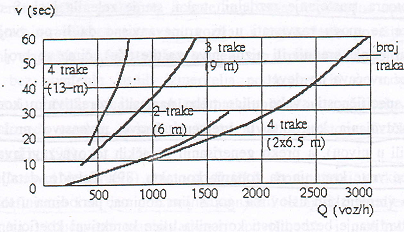 v (sec)
60
50
40
30
20
10
0
4 trake
(13-m)
3 trake
(9 m)
2-trake
(6 m)
4 trake
(2x6.5 m)
broj
traka
500
1000
1700
2000
2500
3000
Q (voz/h)